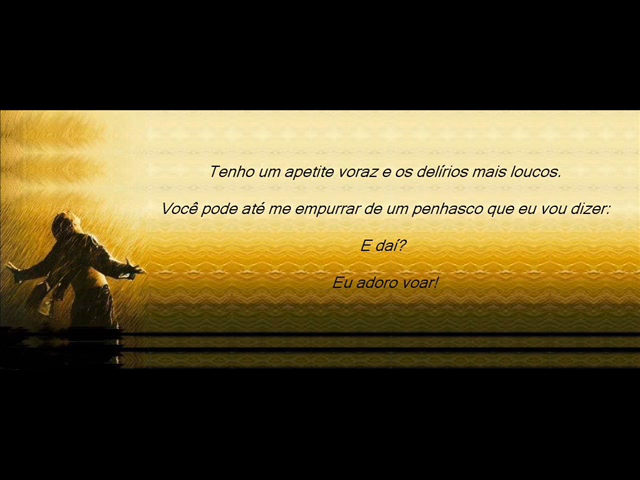 Tenho um apetite voraz e os delírios mais loucos.
Você pode até me empurrar de um penhasco que eu vou dizer:
E daí?
Eu adoro voar!